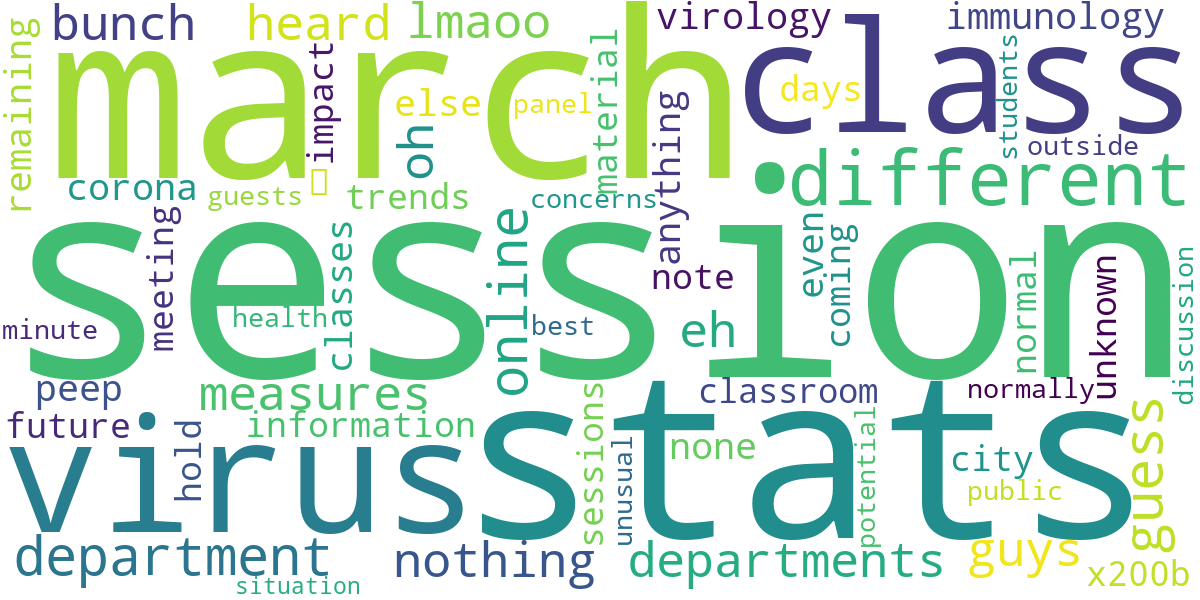 remaining
bunch
heard
lmaoo
virology
immunology
march
class
impact
else
panel
material
days
students
oh
anything
outside
corona
guests
trends
concerns
different
session
meeting
classes
online
note
even
coming
normal
unknown
discussion
minute
health
best
eh
peep
measures
classroom
normally
future
information
hold
virus
stats
sessions
unusual
none
potential
city
public
guess
department
nothing
departments
guys
x200b
situation